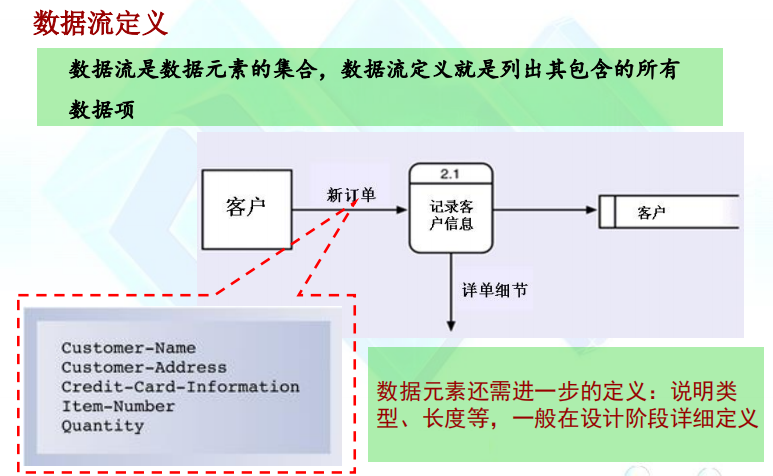 数据流定义
数据流是数据元素的集合，数据流定义就是列出其包含的所有
数据项
客户
新订单
2.1
记录客
户信息
客户
详单细节
Customer-Name
Customer-Address
Credit-Card-Information
Item-Number
Quantity
数据元素还需进一步的定义：说明类
型、长度等，一般在设计阶段详细定义